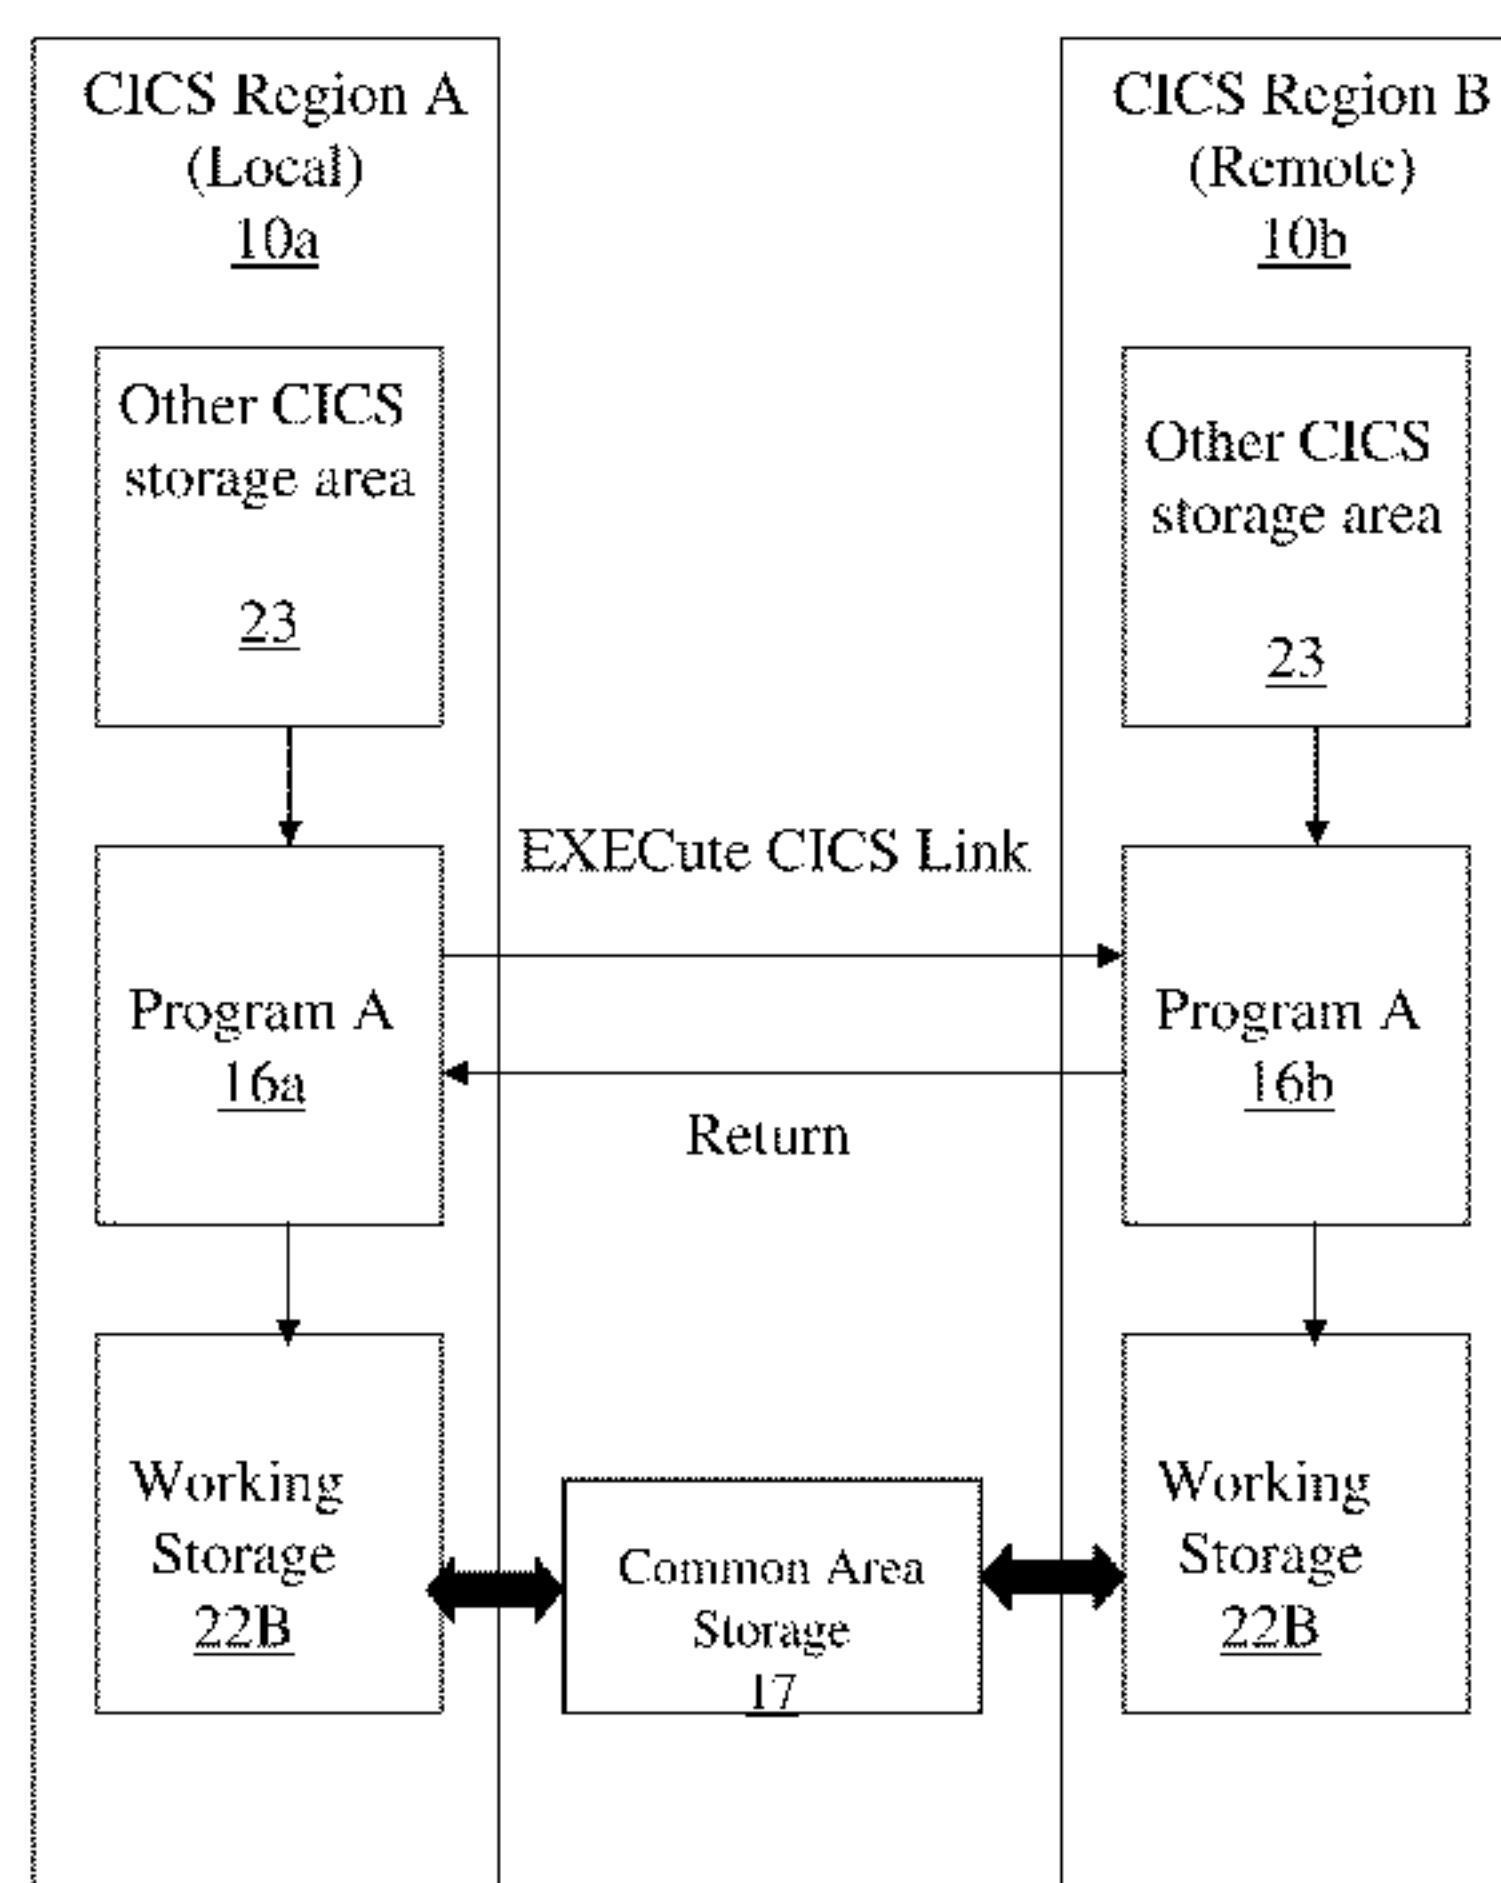 CICS Region A
(Local)
10a
Other CICS
storage area
23
Program A
16a
Working
Storage
22B
EXECute CICS Link
Return
Common Area
Storage
17
CICS Region B
(Remote)
10b
Other CICS
storage area
23
Program A
16b
Working
Storage
22B